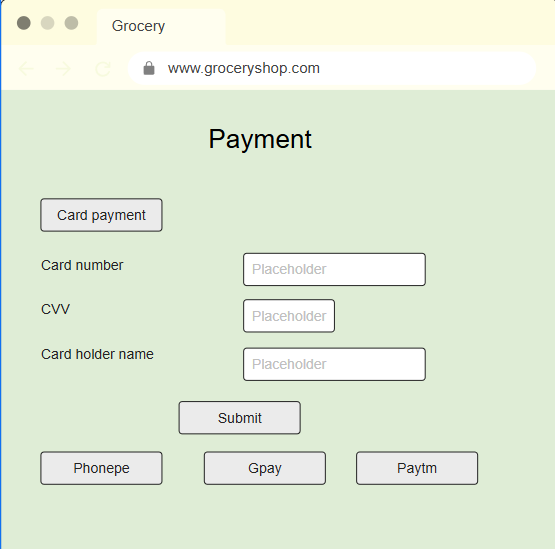 Grocery
www.groceryshop.com
Payment
Card payment
Card number Placeholder
CVV Placeholder
Card holder name Placeholder
Submit
Phonepe Gpay Paytm